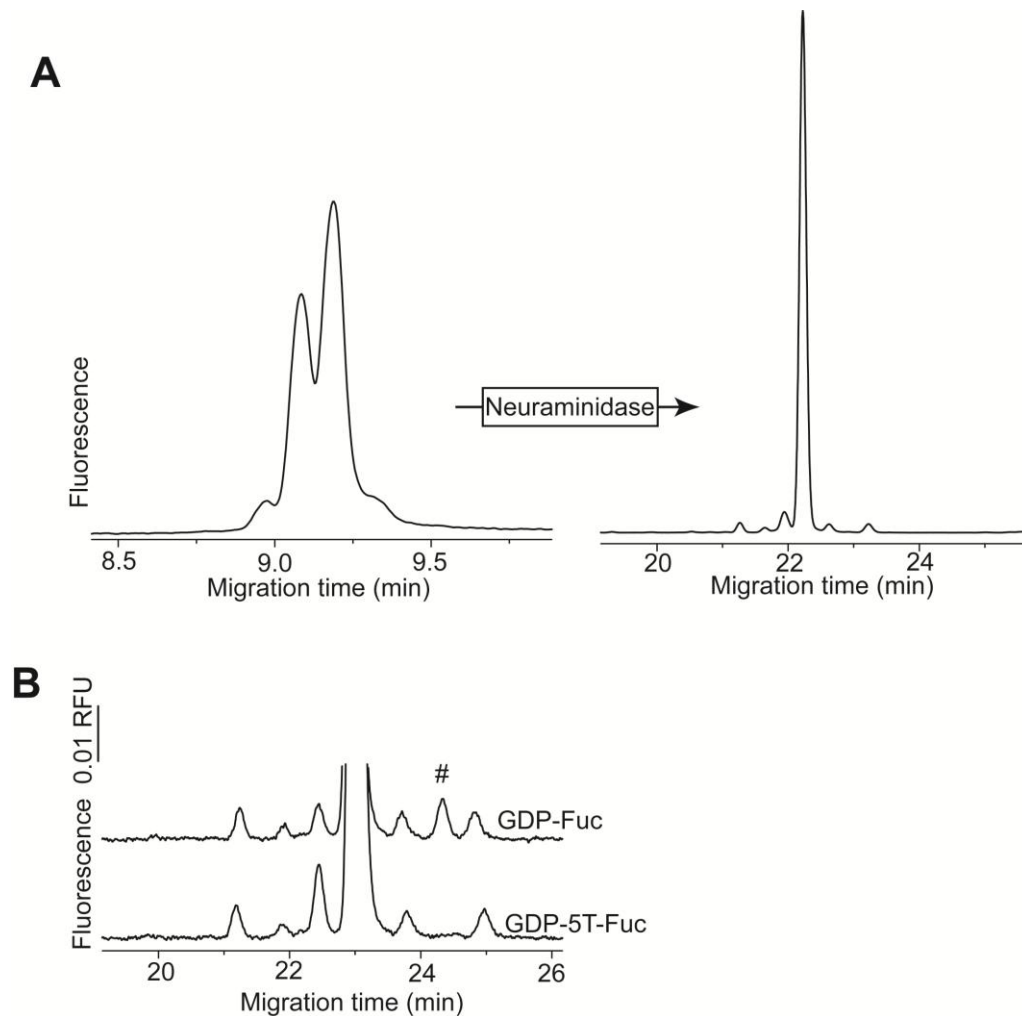 A
Fluorescence
8.5 9.0 9.5
Migration time (min)
Neuraminidase
20 22 24
Migration time (min)
B
Fluorescence 0.01 RFU
#
GDP-Fuc
GDP-5T-Fuc
20 22 24 26
Migration time (min)